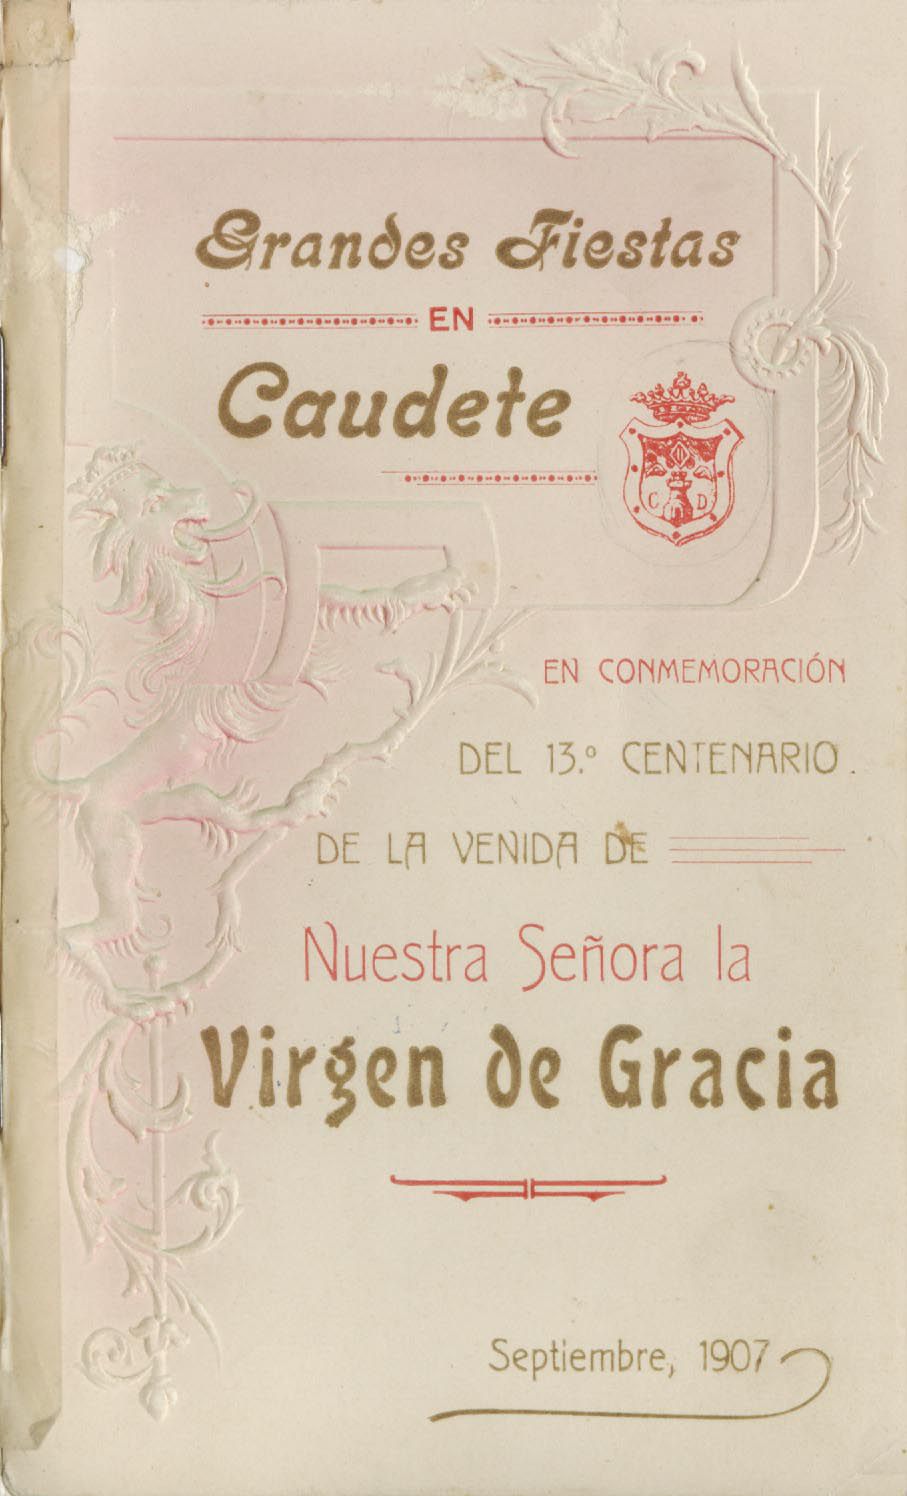 Grandes Fiestas
EN
Caudete
C D
EN CONMEMORACIÓN
DEL 13.º CENTENARIO
DE LA VENIDA DE
Nuestra Señora la
Virgen de Gracia
Septiembre, 1907